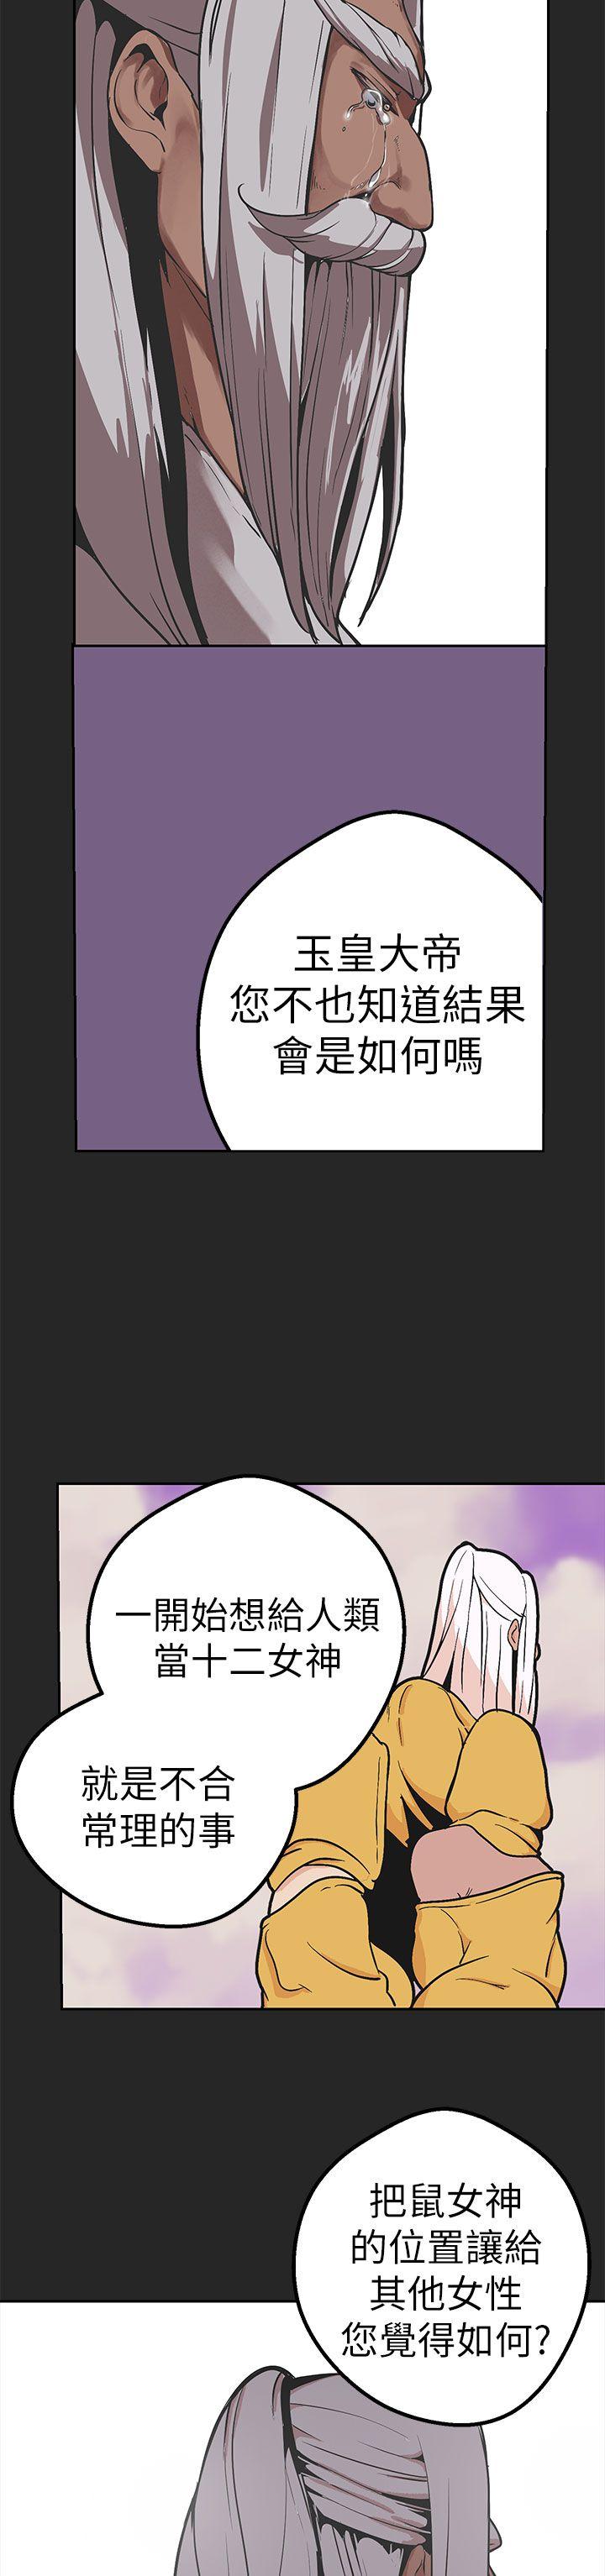 玉皇大帝
您不也知道結果
會是如何嗎
一開始想給人類
當十二女神
就是不合
常理的事
把鼠女神
的位置讓給
其他女性
您覺得如何?